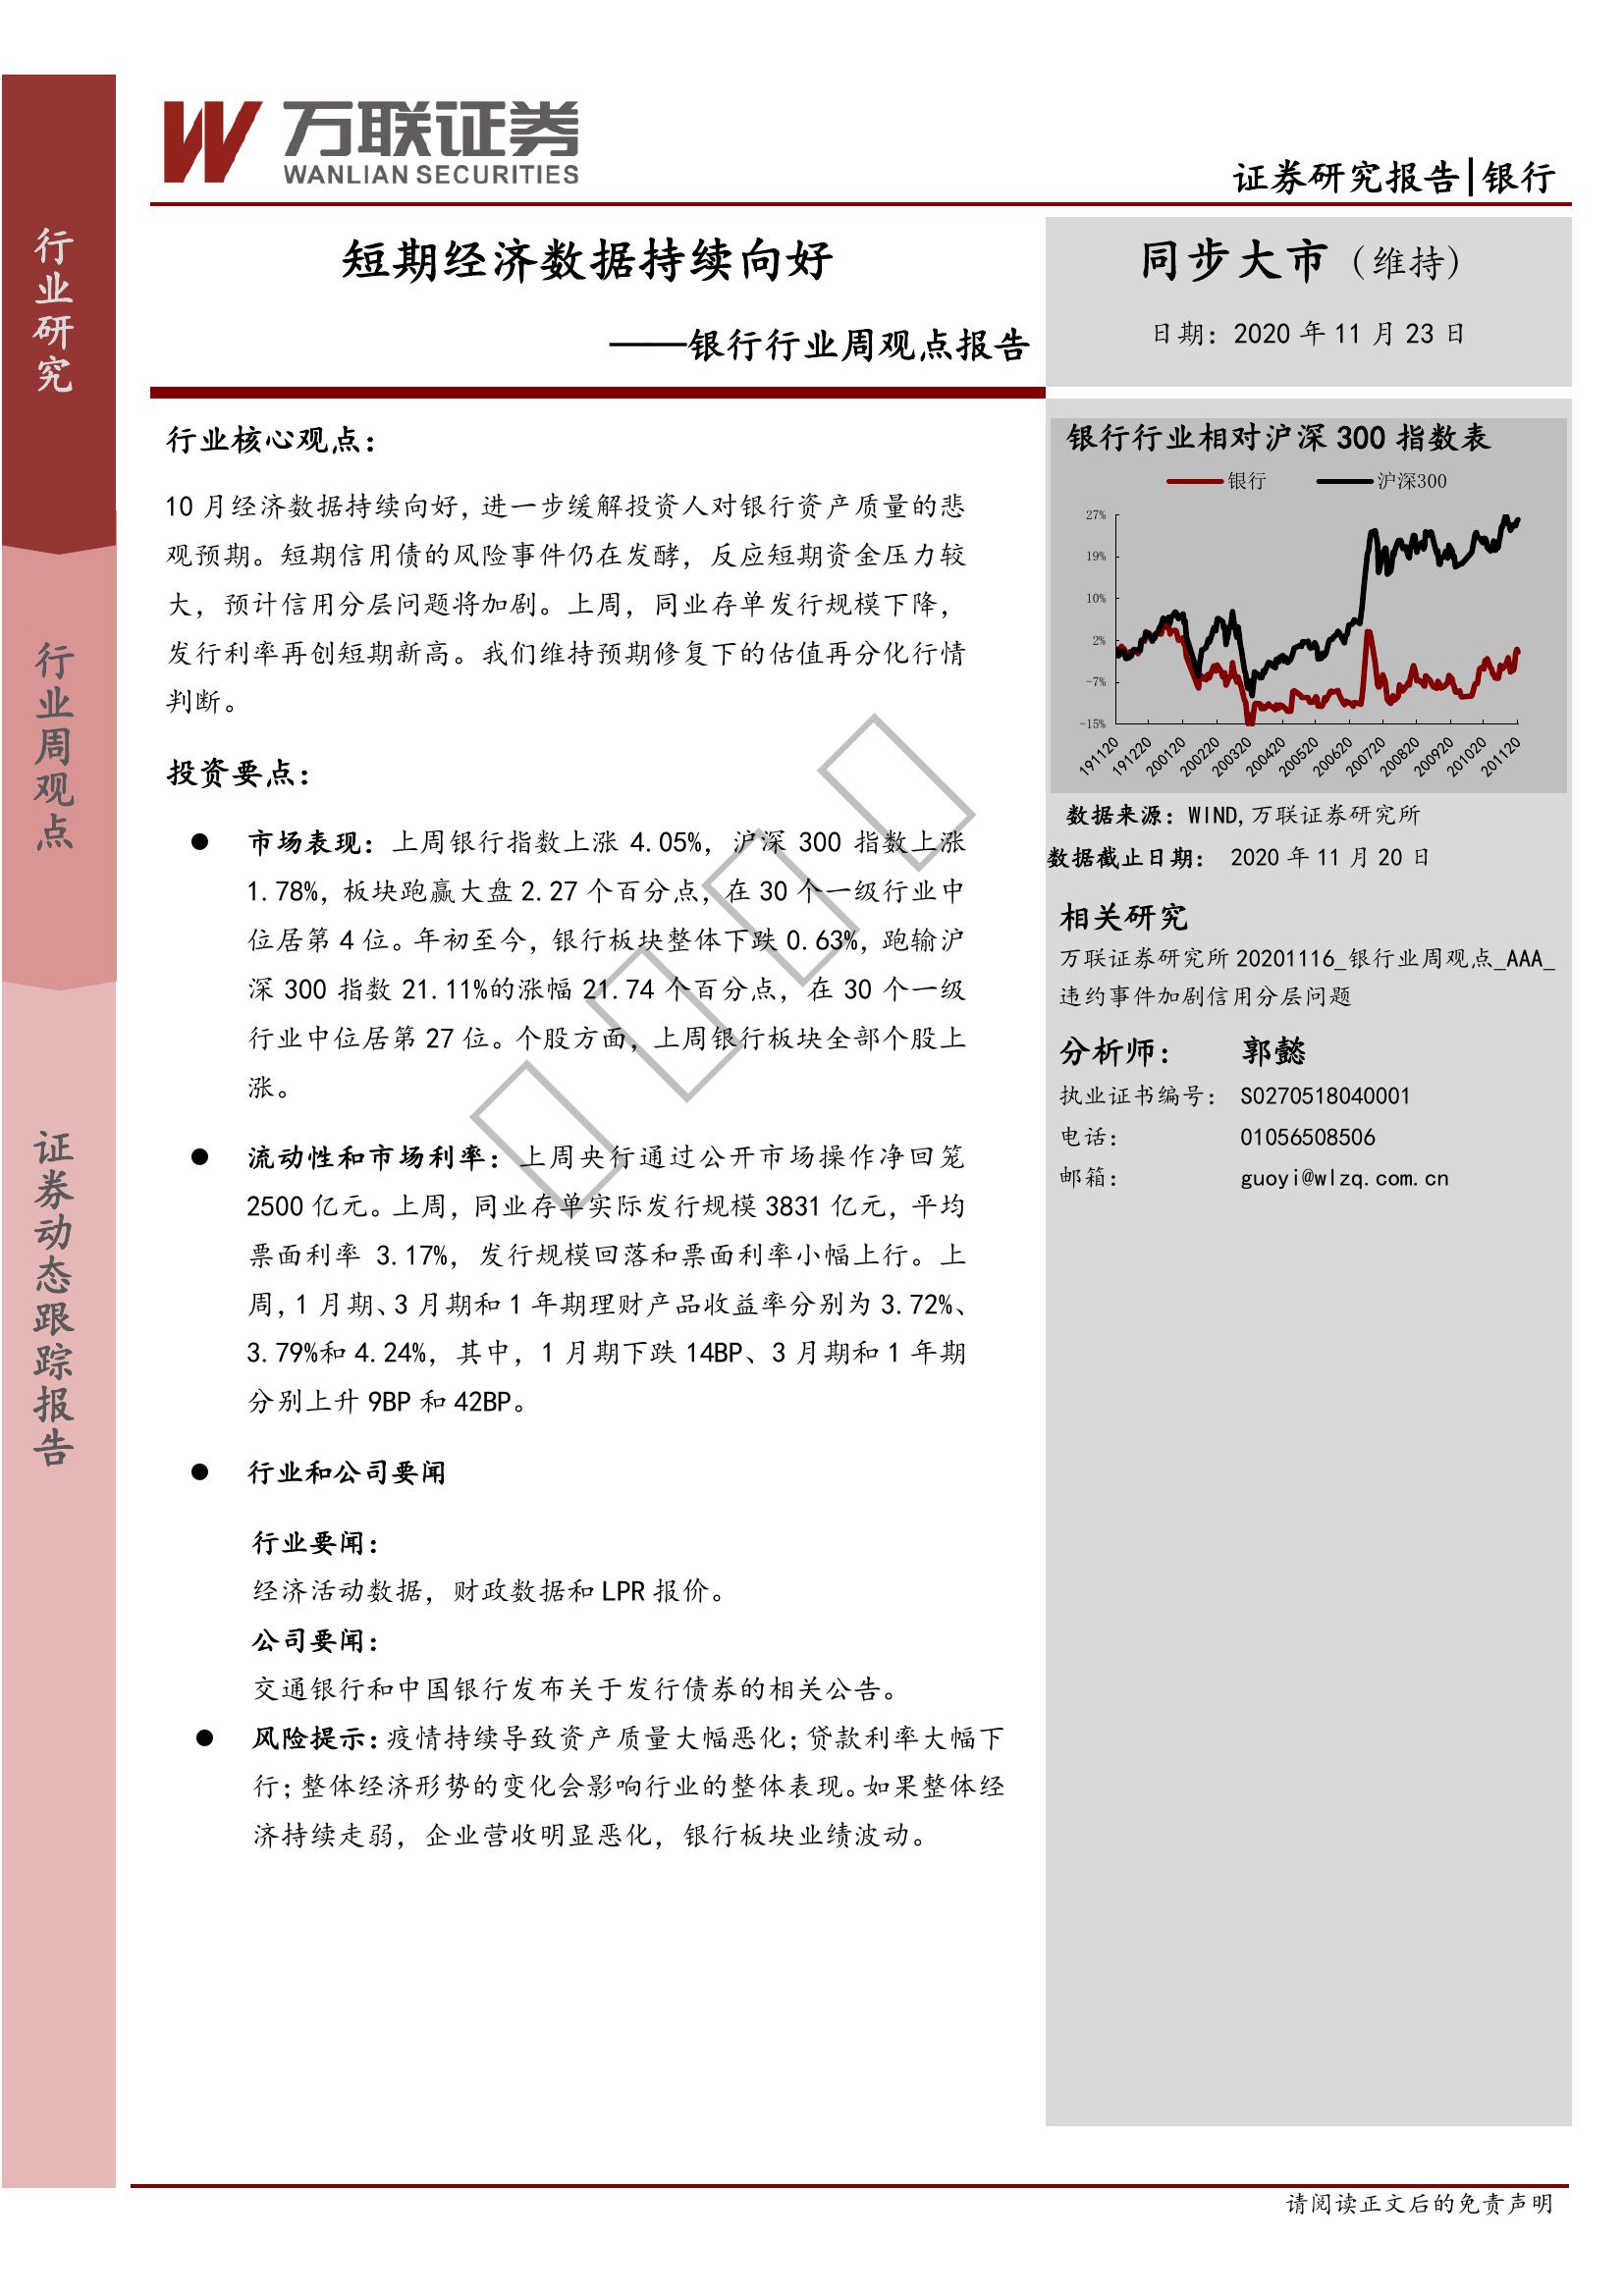 万联证券
WANLIAN SECURITIES
证券研究报告|银行
行业研究
行业周观点
证券动态跟踪报告
短期经济数据持续向好
——银行行业周观点报告
同步大市（维持）
日期：2020 年 11 月 23 日
行业核心观点：
10 月经济数据持续向好，进一步缓解投资人对银行资产质量的悲
观预期。短期信用债的风险事件仍在发酵，反应短期资金压力较
大，预计信用分层问题将加剧。上周，同业存单发行规模下降，
发行利率再创短期新高。我们维持预期修复下的估值再分化行情
判断。
投资要点：
● 市场表现：上周银行指数上涨 4.05%，沪深 300 指数上涨
1.78%，板块跑赢大盘 2.27 个百分点，在 30 个一级行业中
位居第 4 位。年初至今，银行板块整体下跌 0.63%，跑输沪
深 300 指数 21.11%的涨幅 21.74 个百分点，在 30 个一级
行业中位居第 27 位。个股方面，上周银行板块全部个股上
涨。
● 流动性和市场利率：上周央行通过公开市场操作净回笼
2500 亿元。上周，同业存单实际发行规模 3831 亿元，平均
票面利率 3.17%，发行规模回落和票面利率小幅上行。上
周，1 月期、3 月期和 1 年期理财产品收益率分别为 3.72%、
3.79%和 4.24%，其中，1 月期下跌 14BP、3 月期和 1 年期
分别上升 9BP 和 42BP。
● 行业和公司要闻
行业要闻：
经济活动数据，财政数据和 LPR 报价。
公司要闻：
交通银行和中国银行发布关于发行债券的相关公告。
● 风险提示：疫情持续导致资产质量大幅恶化；贷款利率大幅下
行；整体经济形势的变化会影响行业的整体表现。如果整体经
济持续走弱，企业营收明显恶化，银行板块业绩波动。
银行行业相对沪深 300 指数表
银行 沪深300
27%
19%
10%
2%
-7%
-15%
191120 191220 200120 200220 200320 200420 200520 200620 200720 200820 200920 201020 201120
数据来源：WIND,万联证券研究所
数据截止日期： 2020 年 11 月 20 日
相关研究
万联证券研究所 20201116_银行业周观点_AAA_
违约事件加剧信用分层问题
分析师： 郭懿
执业证书编号： S0270518040001
电话： 01056508506
邮箱： guoyi@wlzq.com.cn
请阅读正文后的免责声明